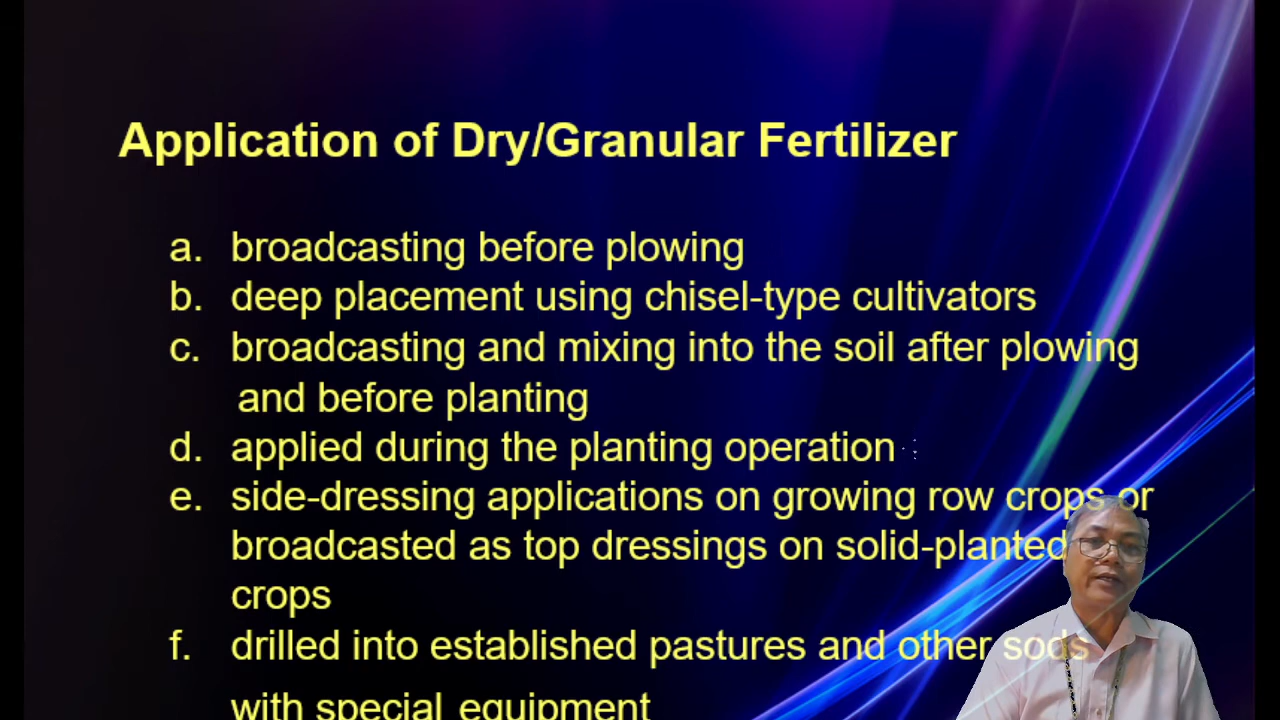 Application of Dry/Granular Fertilizer
a. broadcasting before plowing
b. deep placement using chisel-type cultivators
c. broadcasting and mixing into the soil after plowing
and before planting
d. applied during the planting operation
e. side-dressing applications on growing row crops or
broadcasted as top dressings on solid-planted
crops
f. drilled into established pastures and other sods
with special equipment